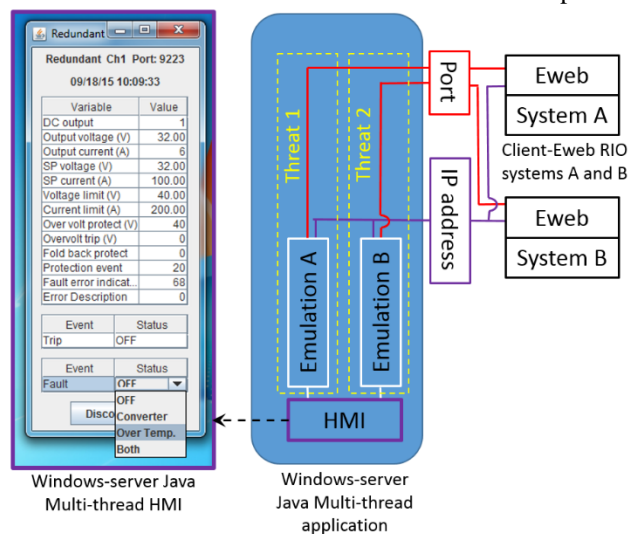 Redundant
Redundant Ch1 Port: 9223
09/18/15 10:09:33
Variable Value
DC output 1
Output voltage (V) 32.00
Output current (A) 6
SP voltage (V) 32.00
SP current (A) 100.00
Voltage limit (V) 40.00
Current limit (A) 200.00
Over volt protect (V) 40
Overvolt trip (V) 0
Fold back protect 0
Protection event 20
Fault error indicat... 68
Error Description 0
Event Status
Trip OFF
Event Status
Fault OFF
OFF
Converter
Over Temp.
Both
Disco
Windows-server Java
Multi-thread HMI
Threat 1
Threat 2
Emulation A
Emulation B
HMI
Windows-server
Java Multi-thread
application
Port
IP address
Eweb
System A
Client-Eweb RIO
systems A and B
Eweb
System B